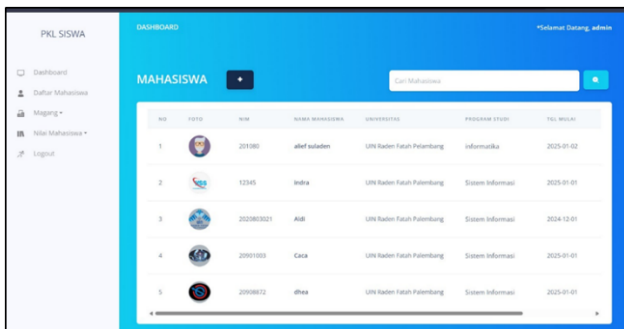 PKL SISWA
Dashboard
Daftar Mahasiswa
Magang
Nilai Mahasiswa
Logout
DASHBOARD
*Selamat Datang, admin
MAHASISWA +
Cari Mahasiswa
NO FOTO NIM NAMA MAHASISWA UNIVERSITAS PROGRAM STUDI TGL MULAI
1 201080 alief suladen UIN Raden Fatah Pelambang informatika 2025-01-02
2 12345 indra UIN Raden Fatah Palembang Sistem Informasi 2025-01-01
3 2020803021 Aldi UIN Raden Fatah Palembang Sistem Informasi 2024-12-01
4 20901003 Caca UIN Raden Fatah Palembang Sistem Informasi 2025-01-01
5 20908872 dhea UIN Raden Fatah Palembang Sistem Informasi 2025-01-01